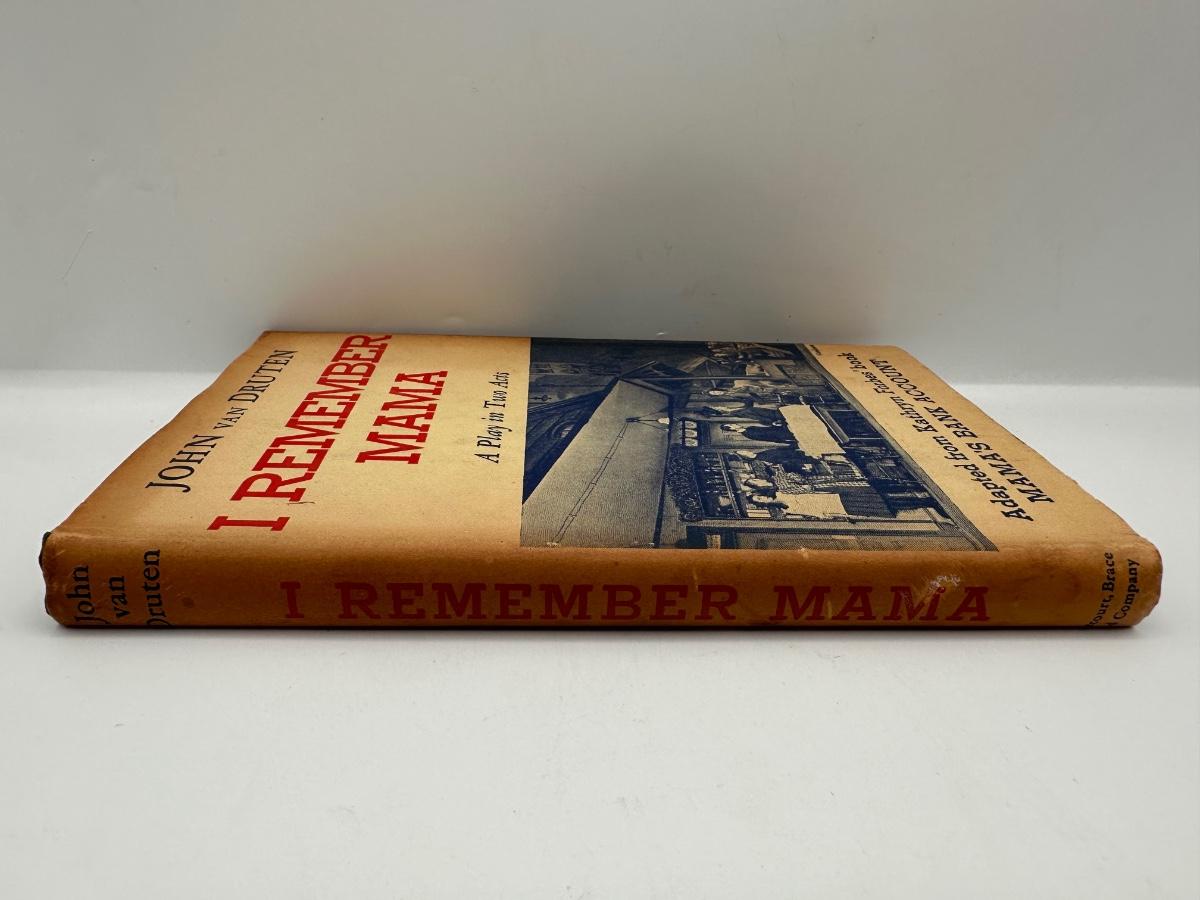 JOHN VAN DRUTEN
I REMEMBER
MAMA
A Play in Two Acts
Adapted from Kathryn Forbes' book
MAMA'S BANK ACCOUNT
John
van
Druten
I REMEMBER MAMA
court, Brace
d Company